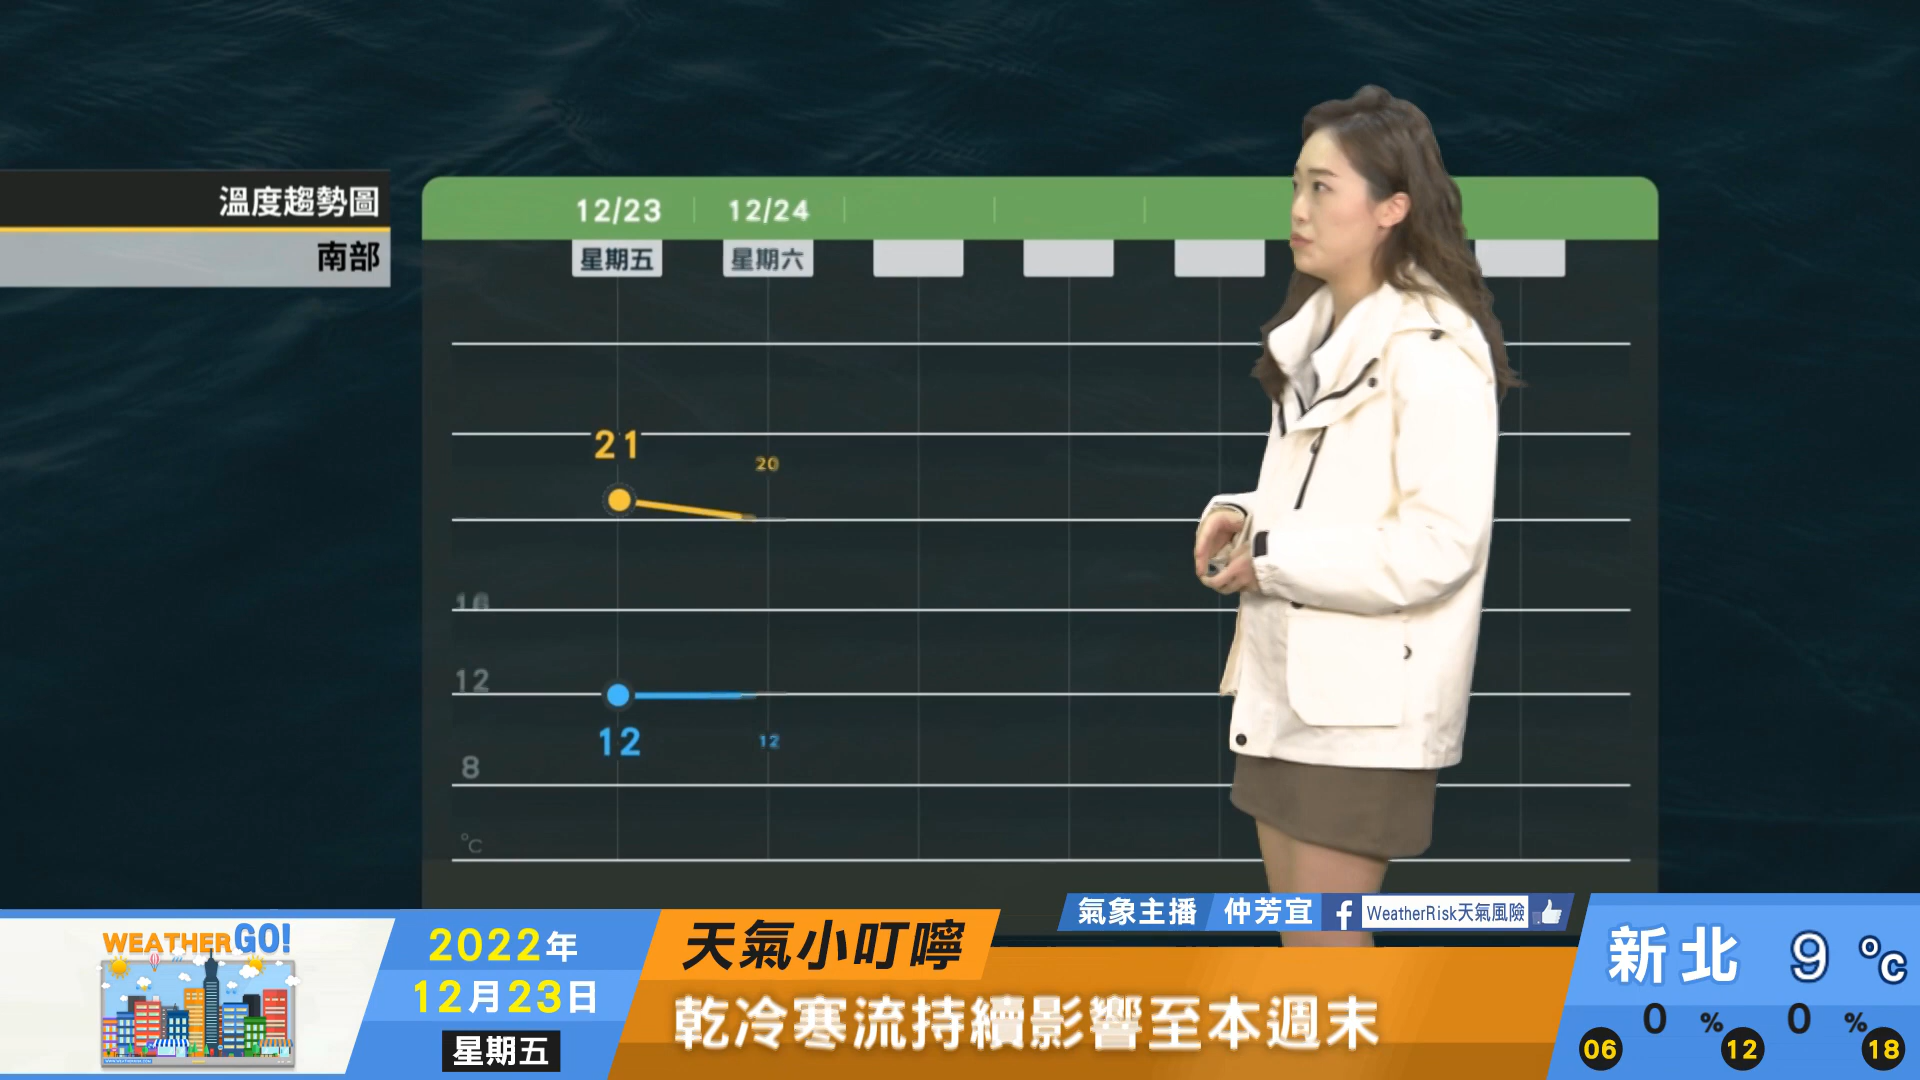 溫度趨勢圖
南部
12/23
12/24
星期五
星期六
21
20
16
12
12
12
8
°C
氣象主播 仲芳宜 f WeatherRisk天氣風險
WEATHERGO!
2022年
12月23日
星期五
天氣小叮嚀
乾冷寒流持續影響至本週末
新北 9 °C
0 % 0 %
06 12 18